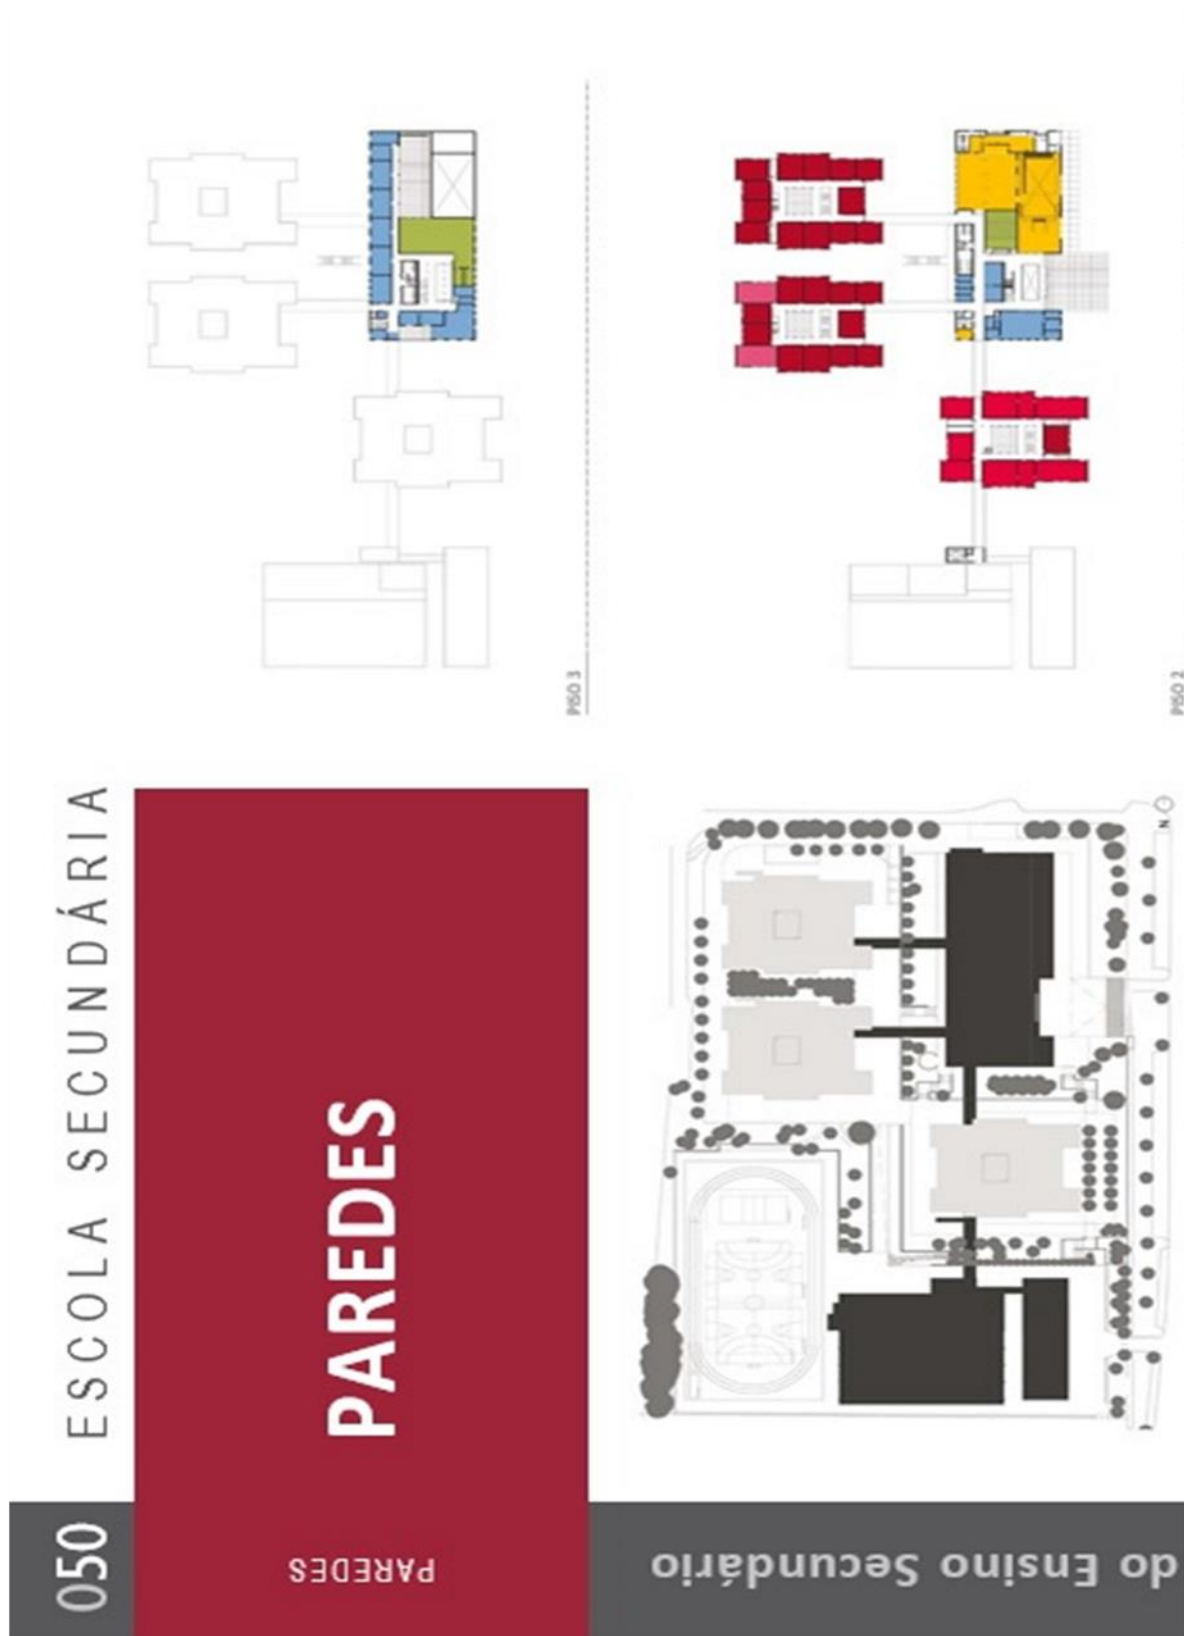 050 ESCOLA SECUNDÁRIA
PAREDES
PAREDES
do Ensino Secundário
PISO 3
PISO 2
N